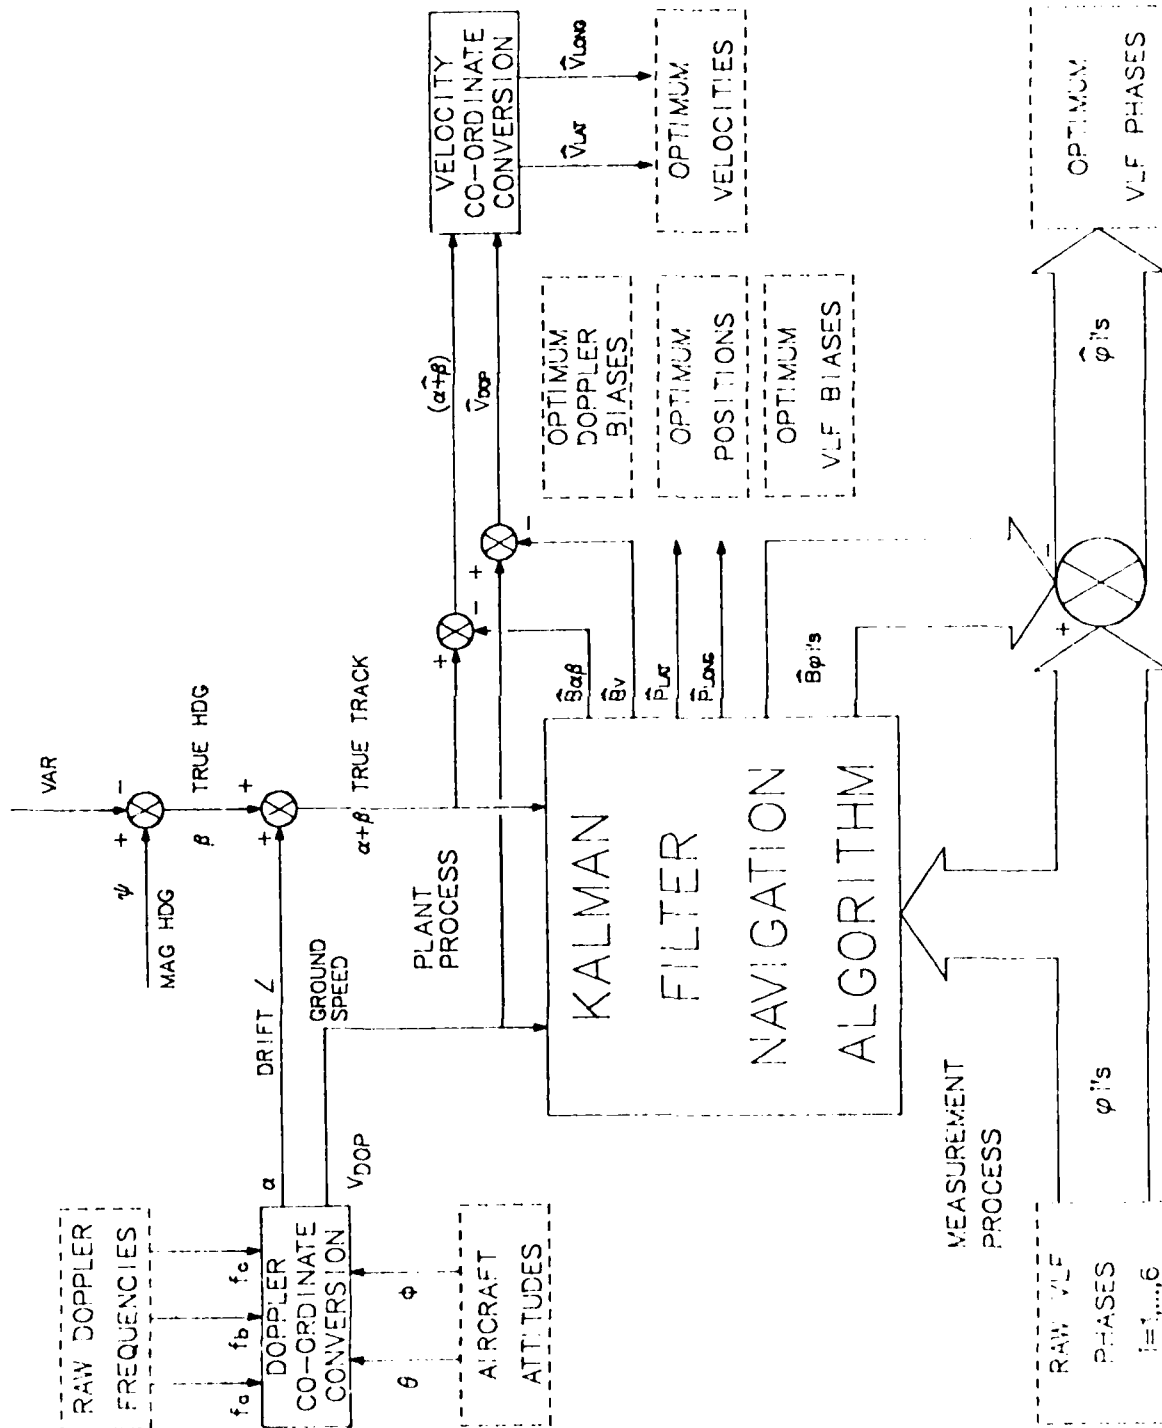 RAW DOPPLER
FREQUENCIES
fa
fb
fc
DOPPLER
CO-ORDINATE
CONVERSION
θ
Φ
AIRCRAFT
ATTITUDES
α
DRIFT ∠
VDOP
GROUND
SPEED
MAG HDG
ψ
+
-
VAR
β
TRUE HDG
+
+
α+β
TRUE TRACK
PLANT
PROCESS
+
-
+
-
(α+β)
V̂DOP
VELOCITY
CO-ORDINATE
CONVERSION
V̂LAT
V̂LONG
OPTIMUM
VELOCITIES
KALMAN
FILTER
NAVIGATION
ALGORITHM
B̂αβ
B̂v
P̂LAT
P̂LONG
B̂φi's
OPTIMUM
DOPPLER
BIASES
OPTIMUM
POSITIONS
OPTIMUM
VLF BIASES
MEASUREMENT
PROCESS
RAW VLF
PHASES
i=1,...,6
φi's
+
-
φ̂i's
OPTIMUM
VLF PHASES